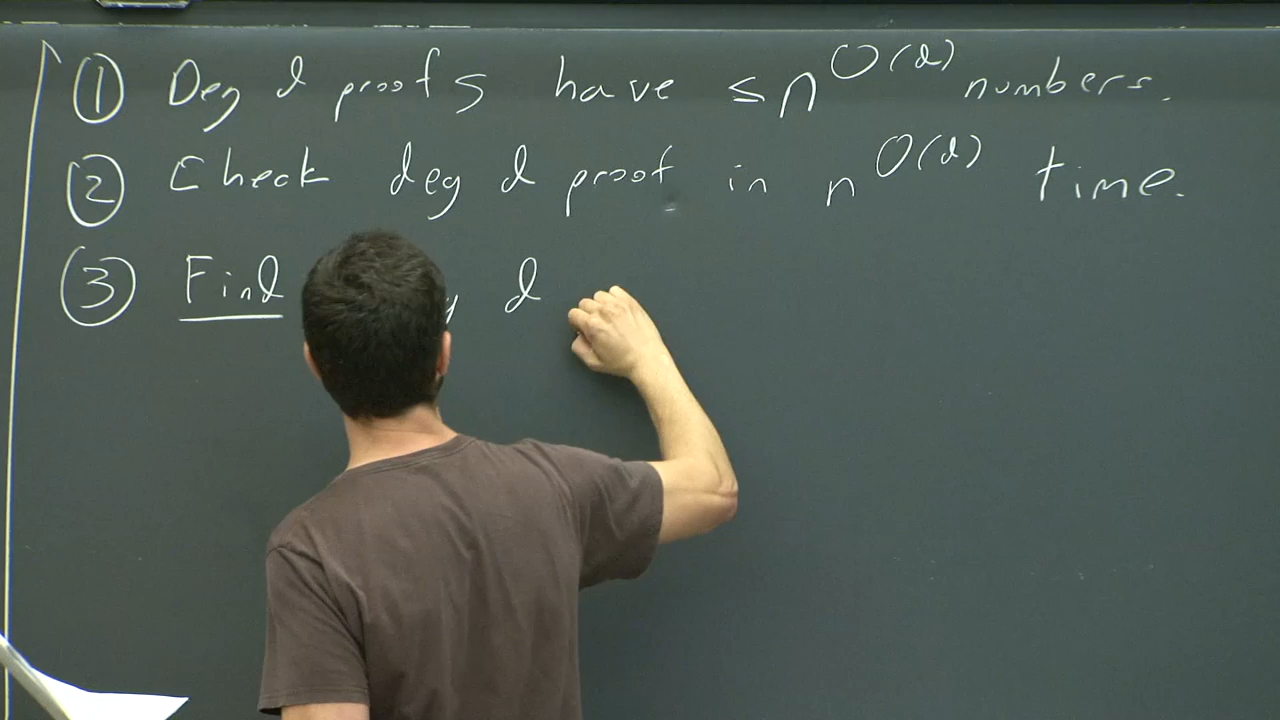 ① Deg d proofs have ≤ n^{O(d)} numbers.
② Check deg d proof in n^{O(d)} time.
③ Find d